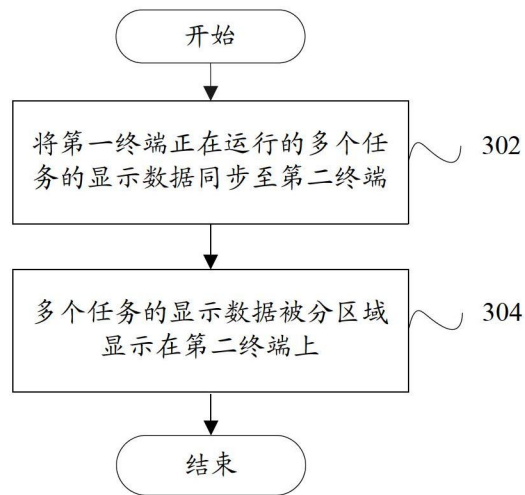 开始
将第一终端正在运行的多个任
务的显示数据同步至第二终端
302
多个任务的显示数据被分区域
显示在第二终端上
304
结束